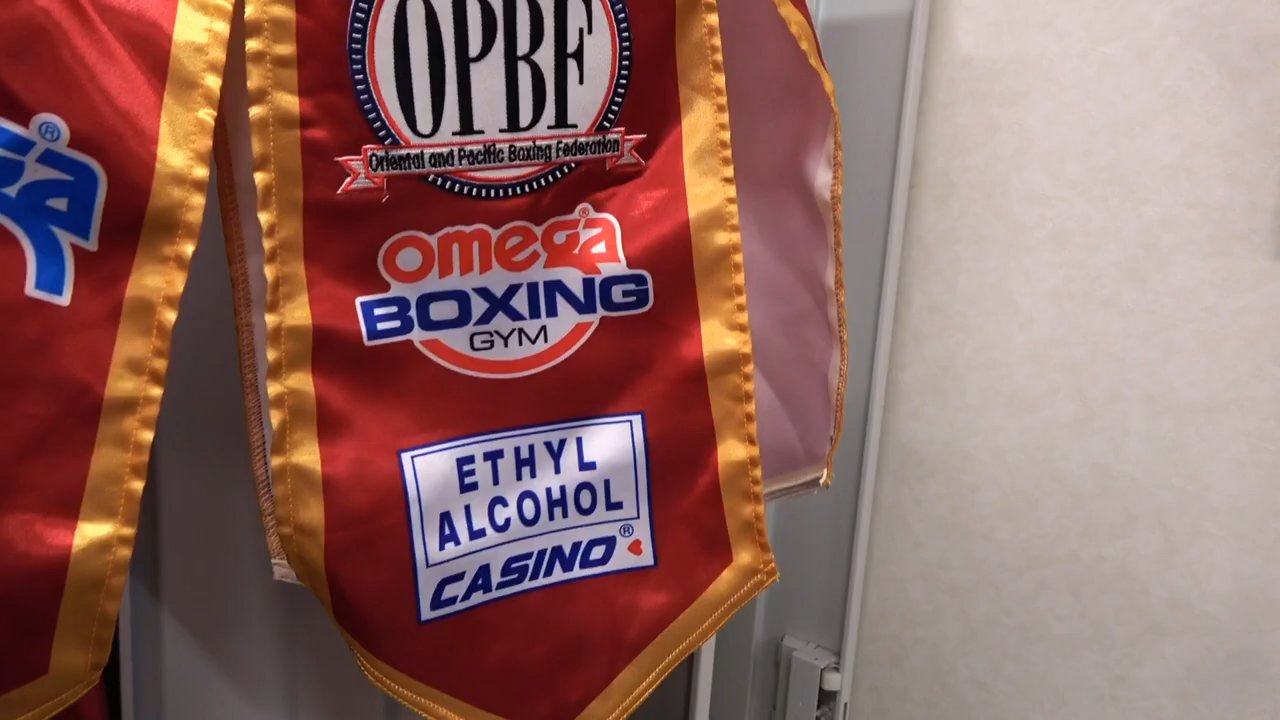 OPBF
Oriental and Pacific Boxing Federation
omega®
BOXING
GYM
ETHYL
ALCOHOL
CASINO®